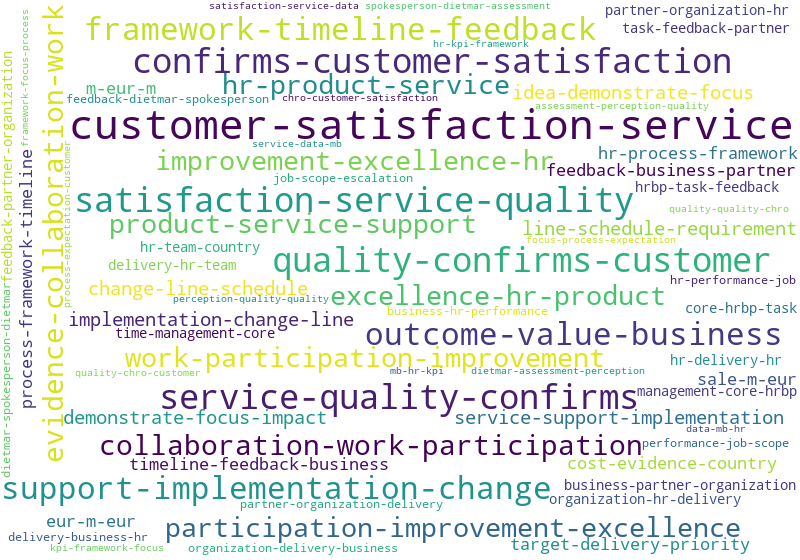 satisfaction-service-data
spokesperson-dietmar-assessment
partner-organization-hr
framework-timeline-feedback
task-feedback-partner
hr-kpi-framework
confirms-customer-satisfaction
m-eur-m
hr-product-service
idea-demonstrate-focus
feedback-dietmar-spokesperson
chro-customer-satisfaction
assessment-perception-quality
customer-satisfaction-service
service-data-mb
improvement-excellence-hr
hr-process-framework
feedback-business-partner
job-scope-escalation
hrbp-task-feedback
satisfaction-service-quality
quality-quality-chro
product-service-support
line-schedule-requirement
hr-team-country
focus-process-expectation
delivery-hr-team
quality-confirms-customer
hr-performance-job
change-line-schedule
perception-quality-quality
excellence-hr-product
business-hr-performance
core-hrbp-task
implementation-change-line
time-management-core
outcome-value-business
work-participation-improvement
hr-delivery-hr
quality-chro-customer
mb-hr-kpi
dietmar-assessment-perception
sale-m-eur
service-quality-confirms
management-core-hrbp
demonstrate-focus-impact
service-support-implementation
data-mb-hr
collaboration-work-participation
performance-job-scope
timeline-feedback-business
cost-evidence-country
support-implementation-change
business-partner-organization
organization-hr-delivery
partner-organization-delivery
eur-m-eur
participation-improvement-excellence
delivery-business-hr
kpi-framework-focus
organization-delivery-business
target-delivery-priority
feedback-partner-organization
dietmar-spokesperson-dietmar
framework-focus-process
process-framework-timeline
evidence-collaboration-work
process-expectation-customer